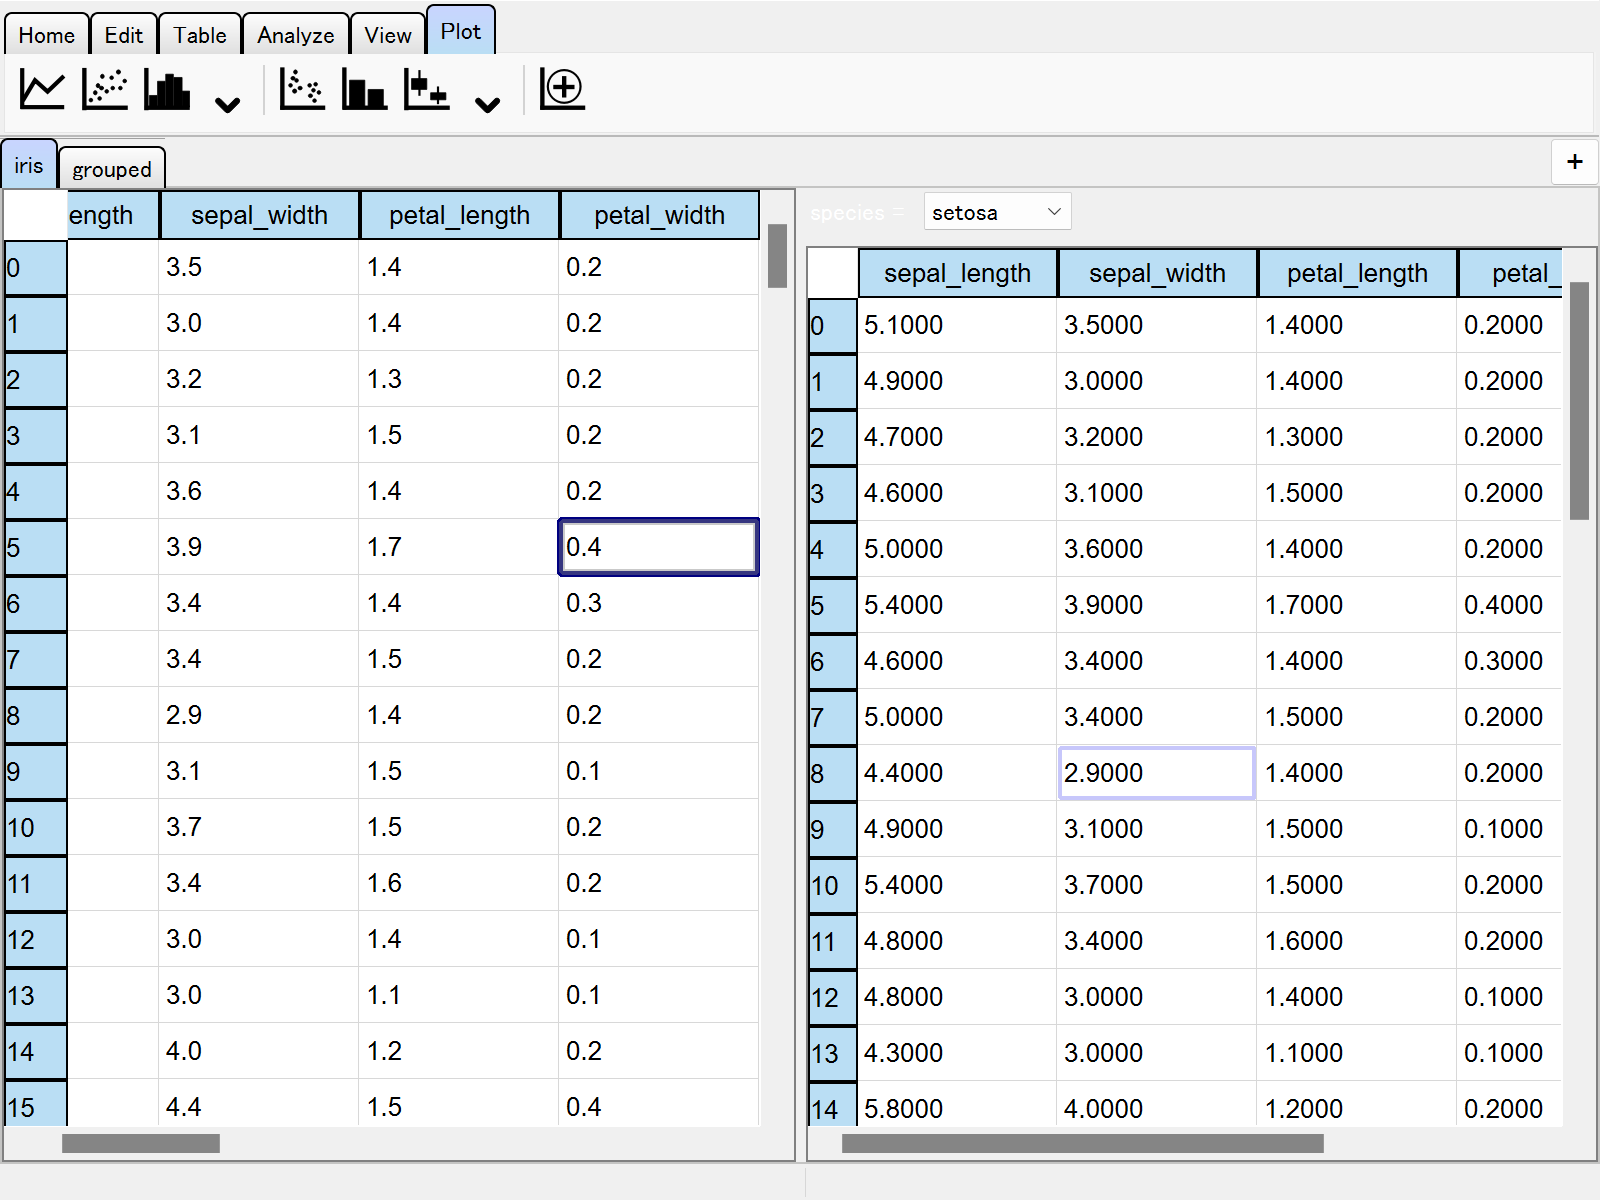 Home Edit Table Analyze View Plot
iris grouped +
ength sepal_width petal_length petal_width
0 3.5 1.4 0.2
1 3.0 1.4 0.2
2 3.2 1.3 0.2
3 3.1 1.5 0.2
4 3.6 1.4 0.2
5 3.9 1.7 0.4
6 3.4 1.4 0.3
7 3.4 1.5 0.2
8 2.9 1.4 0.2
9 3.1 1.5 0.1
10 3.7 1.5 0.2
11 3.4 1.6 0.2
12 3.0 1.4 0.1
13 3.0 1.1 0.1
14 4.0 1.2 0.2
15 4.4 1.5 0.4
species = setosa
sepal_length sepal_width petal_length petal_
0 5.1000 3.5000 1.4000 0.2000
1 4.9000 3.0000 1.4000 0.2000
2 4.7000 3.2000 1.3000 0.2000
3 4.6000 3.1000 1.5000 0.2000
4 5.0000 3.6000 1.4000 0.2000
5 5.4000 3.9000 1.7000 0.4000
6 4.6000 3.4000 1.4000 0.3000
7 5.0000 3.4000 1.5000 0.2000
8 4.4000 2.9000 1.4000 0.2000
9 4.9000 3.1000 1.5000 0.1000
10 5.4000 3.7000 1.5000 0.2000
11 4.8000 3.4000 1.6000 0.2000
12 4.8000 3.0000 1.4000 0.1000
13 4.3000 3.0000 1.1000 0.1000
14 5.8000 4.0000 1.2000 0.2000